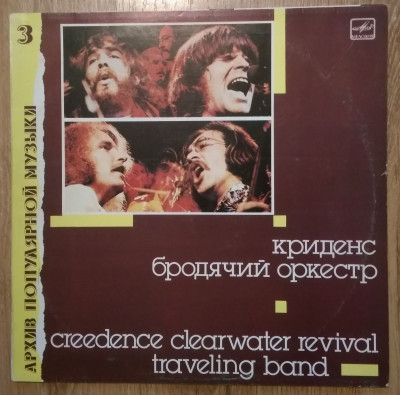 3
АРХИВ ПОПУЛЯРНОЙ МУЗЫКИ
криденс
бродячий оркестр
creedence clearwater revival
traveling band